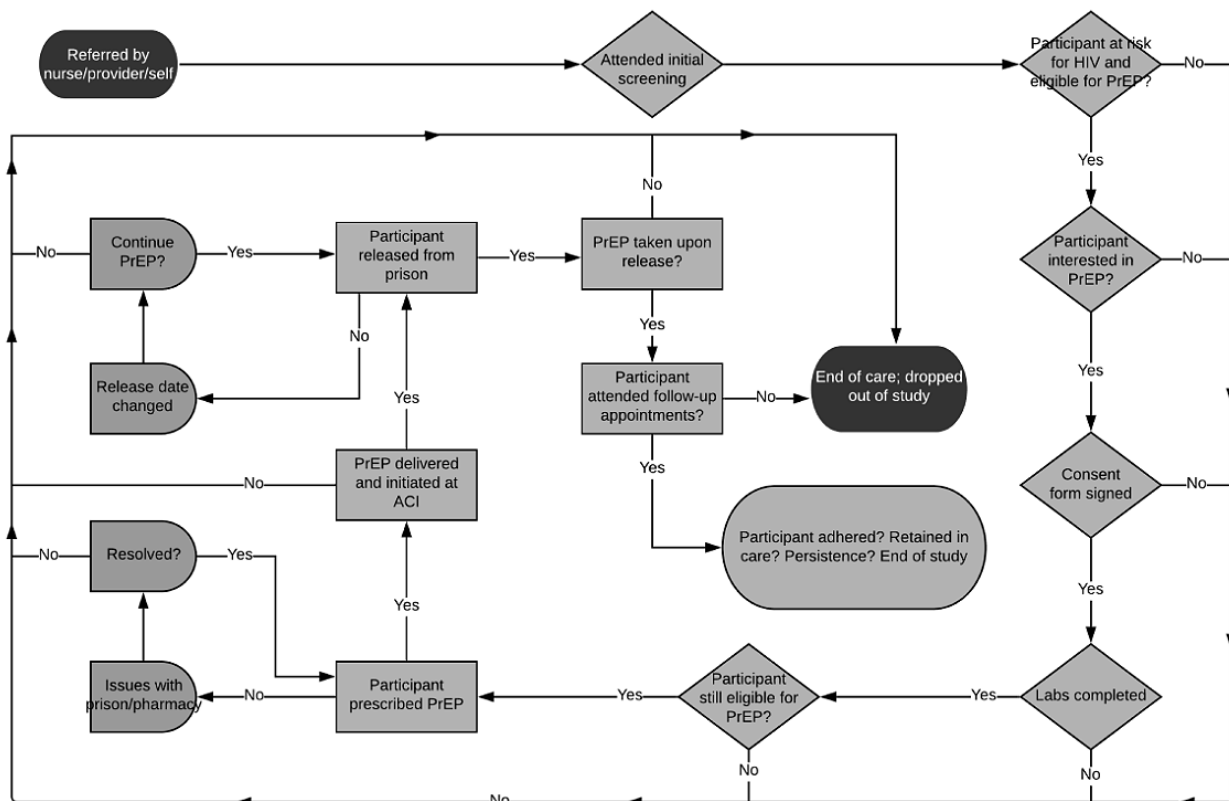 Referred by
nurse/provider/self
Attended initial
screening
Participant at risk
for HIV and
eligible for PrEP?
No
Yes
No
Continue
PrEP?
No
Yes
Participant
released from
prison
Yes
PrEP taken upon
release?
Participant
interested in
PrEP?
No
No
Yes
Release date
changed
Yes
Participant
attended follow-up
appointments?
No
End of care; dropped
out of study
Yes
PrEP delivered
and initiated at
ACI
No
Yes
Consent
form signed
No
Resolved?
No
Yes
Participant adhered? Retained in
care? Persistence? End of study
Yes
Yes
Issues with
prison/pharmacy
No
Participant
prescribed PrEP
Yes
Participant
still eligible for
PrEP?
Yes
Labs completed
No
No
No